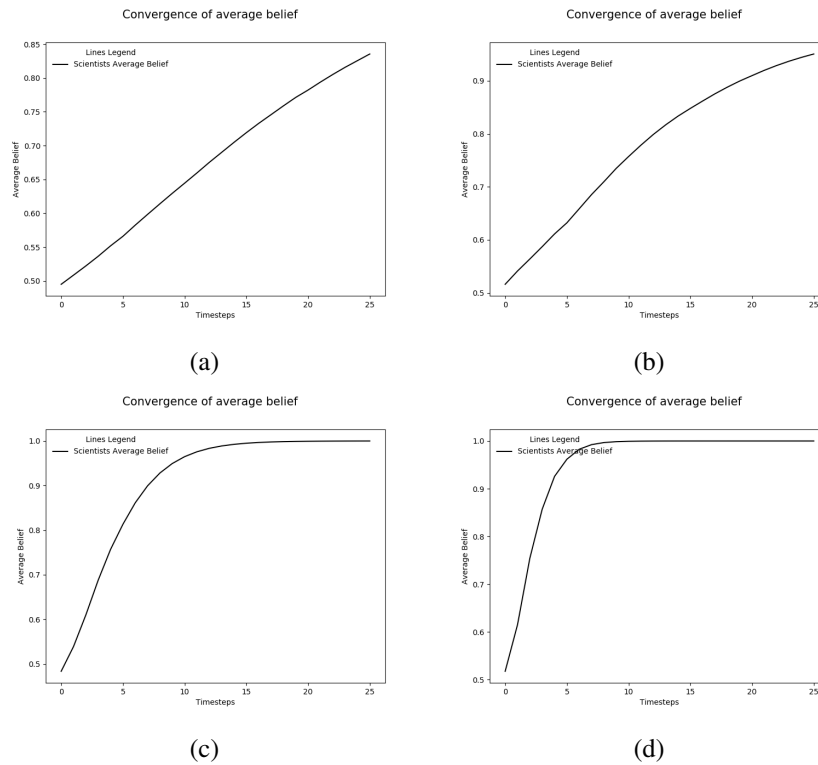 Convergence of average belief
Lines Legend
Scientists Average Belief
0.85
0.80
0.75
0.70
0.65
0.60
0.55
0.50
Average Belief
0 5 10 15 20 25
Timesteps
(a)
Convergence of average belief
Lines Legend
Scientists Average Belief
0.9
0.8
0.7
0.6
0.5
Average Belief
0 5 10 15 20 25
Timesteps
(b)
Convergence of average belief
Lines Legend
Scientists Average Belief
1.0
0.9
0.8
0.7
0.6
0.5
Average Belief
0 5 10 15 20 25
Timesteps
(c)
Convergence of average belief
Lines Legend
Scientists Average Belief
1.0
0.9
0.8
0.7
0.6
0.5
Average Belief
0 5 10 15 20 25
Timesteps
(d)